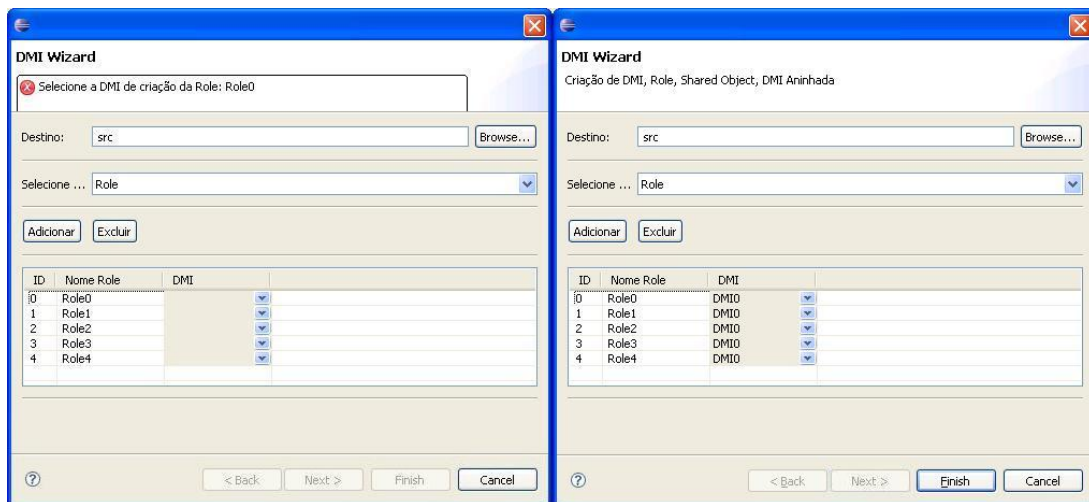 DMI Wizard
Selecione a DMI de criação da Role: Role0
Destino: src Browse...
Selecione ... Role
Adicionar Excluir
ID Nome Role DMI
0 Role0
1 Role1
2 Role2
3 Role3
4 Role4
< Back Next > Finish Cancel
DMI Wizard
Criação de DMI, Role, Shared Object, DMI Aninhada
Destino: src Browse...
Selecione ... Role
Adicionar Excluir
ID Nome Role DMI
0 Role0 DMI0
1 Role1 DMI0
2 Role2 DMI0
3 Role3 DMI0
4 Role4 DMI0
< Back Next > Finish Cancel